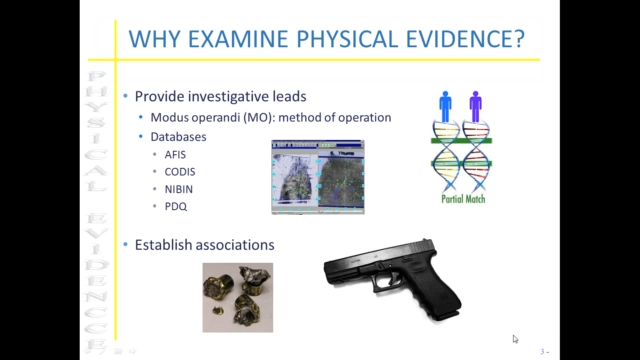 WHY EXAMINE PHYSICAL EVIDENCE?
PHYSICAL EVIDENCE
• Provide investigative leads
• Modus operandi (MO): method of operation
• Databases
• AFIS
• CODIS
• NIBIN
• PDQ
Partial Match
• Establish associations
3 -